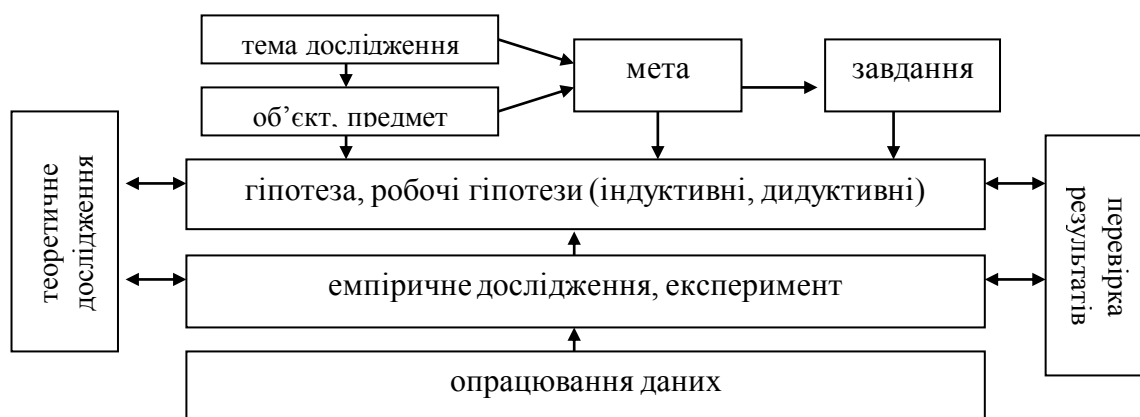 тема дослідження
мета
завдання
об’єкт, предмет
теоретичне
дослідження
гіпотеза, робочі гіпотези (індуктивні, дидуктивні)
перевірка
результатів
емпіричне дослідження, експеримент
опрацювання даних